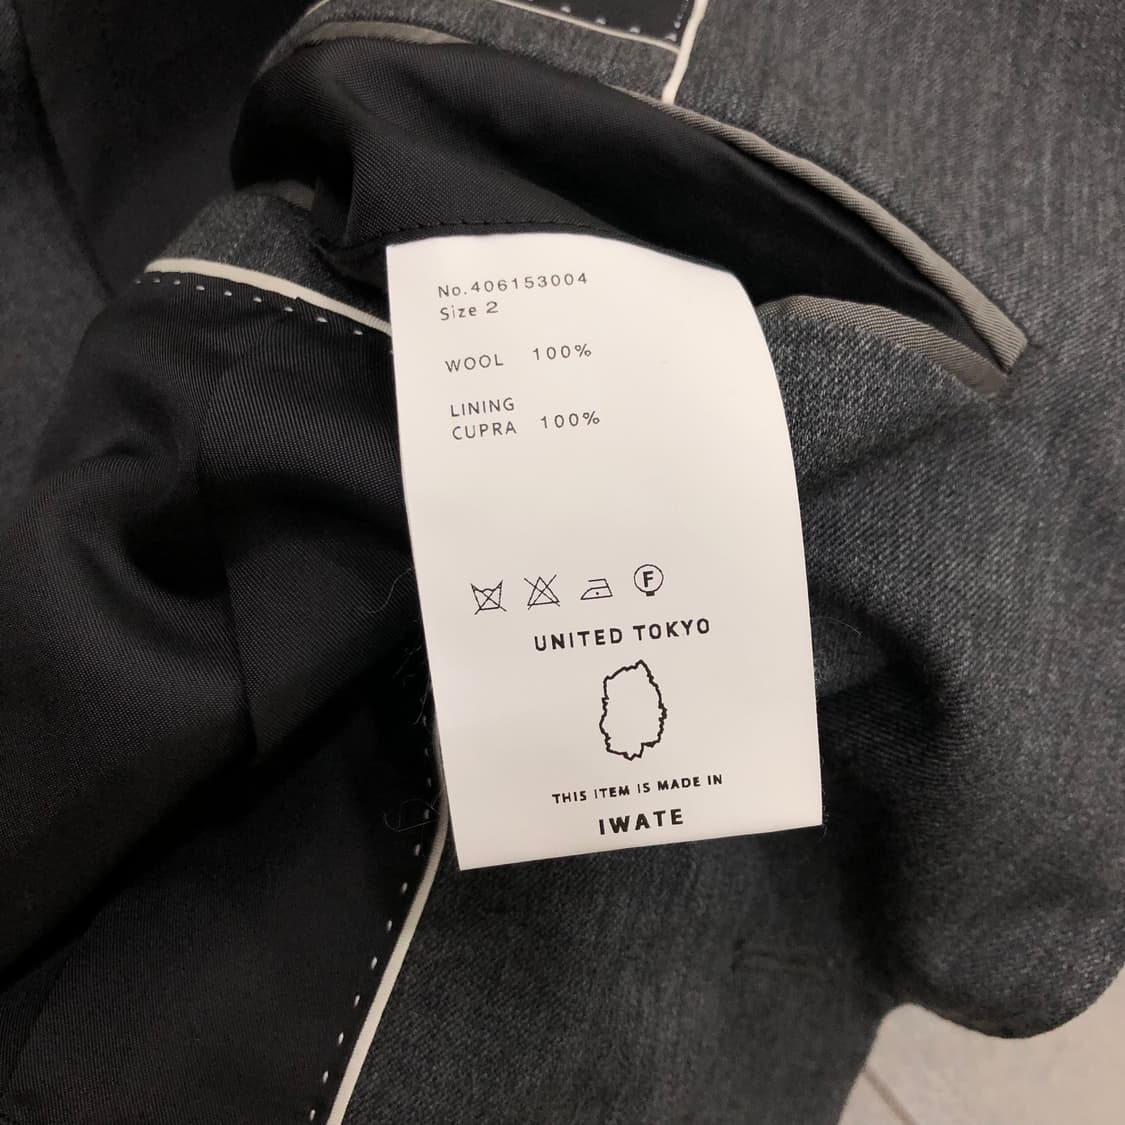 No.406153004
Size 2
WOOL 100%
LINING
CUPRA 100%
F
UNITED TOKYO
THIS ITEM IS MADE IN
IWATE